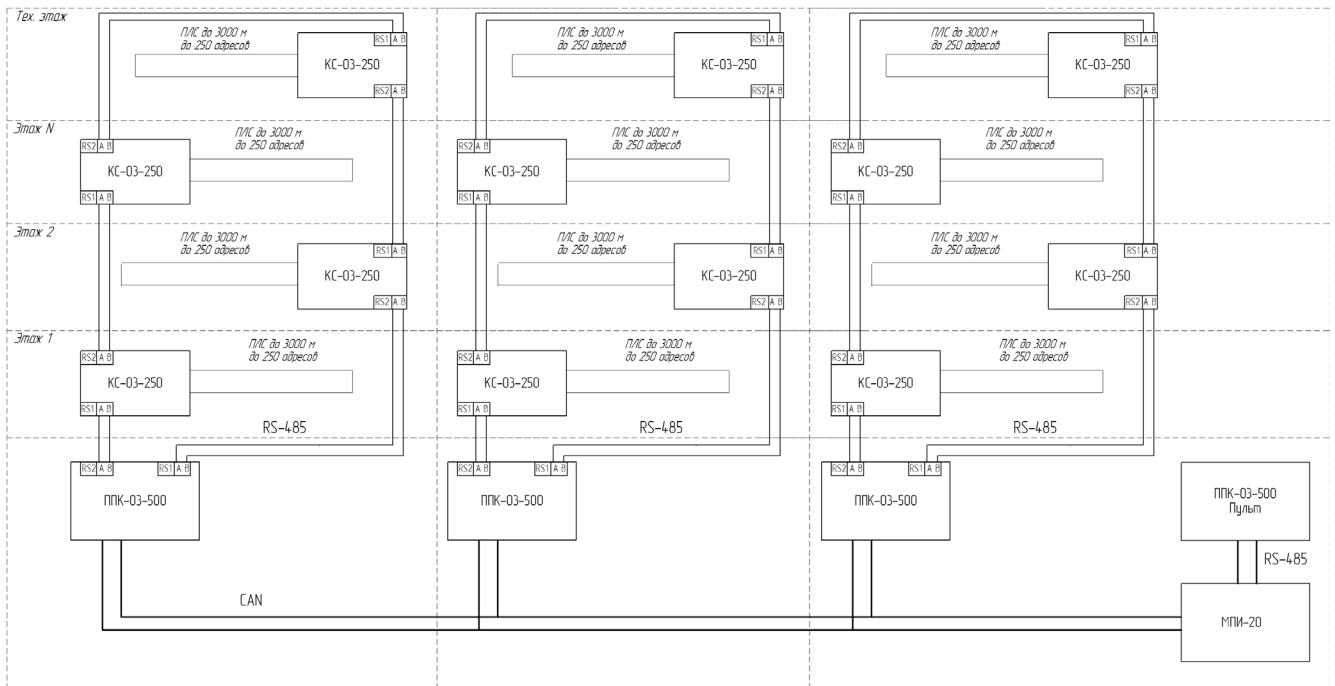 Тех. этаж
ПЛС до 3000 м
до 250 адресов
RS1 A B
КС-03-250
RS2 A B
ПЛС до 3000 м
до 250 адресов
RS1 A B
КС-03-250
RS2 A B
ПЛС до 3000 м
до 250 адресов
RS1 A B
КС-03-250
RS2 A B
Этаж N
RS2 A B
КС-03-250
RS1 A B
ПЛС до 3000 м
до 250 адресов
RS2 A B
КС-03-250
RS1 A B
ПЛС до 3000 м
до 250 адресов
RS2 A B
КС-03-250
RS1 A B
ПЛС до 3000 м
до 250 адресов
Этаж 2
ПЛС до 3000 м
до 250 адресов
RS1 A B
КС-03-250
RS2 A B
ПЛС до 3000 м
до 250 адресов
RS1 A B
КС-03-250
RS2 A B
ПЛС до 3000 м
до 250 адресов
RS1 A B
КС-03-250
RS2 A B
Этаж 1
RS2 A B
КС-03-250
RS1 A B
ПЛС до 3000 м
до 250 адресов
RS-485
RS2 A B
КС-03-250
RS1 A B
ПЛС до 3000 м
до 250 адресов
RS-485
RS2 A B
КС-03-250
RS1 A B
ПЛС до 3000 м
до 250 адресов
RS-485
RS2 A B
RS1 A B
ППК-03-500
RS2 A B
RS1 A B
ППК-03-500
RS2 A B
RS1 A B
ППК-03-500
ППК-03-500
Пульт
RS-485
CAN
МПИ-20